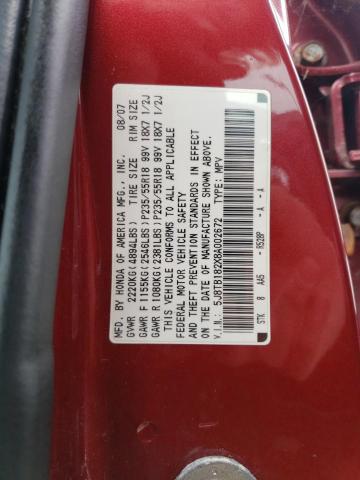 MFD. BY HONDA OF AMERICA MFG., INC. 08/07
GVWR 2220KG(4894LBS) TIRE SIZE RIM SIZE
GAWR F 1155KG(2546LBS)P235/55R18 99V 18X7 1/2J
GAWR R 1080KG(2381LBS)P235/55R18 99V 18X7 1/2J
THIS VEHICLE CONFORMS TO ALL APPLICABLE
FEDERAL MOTOR VEHICLE SAFETY
AND THEFT PREVENTION STANDARDS IN EFFECT
ON THE DATE OF MANUFACTURE SHOWN ABOVE.
V.I.N.: 5J8TB182X8A002672 TYPE: MPV
STK 8 AA5 - R528P - A - A